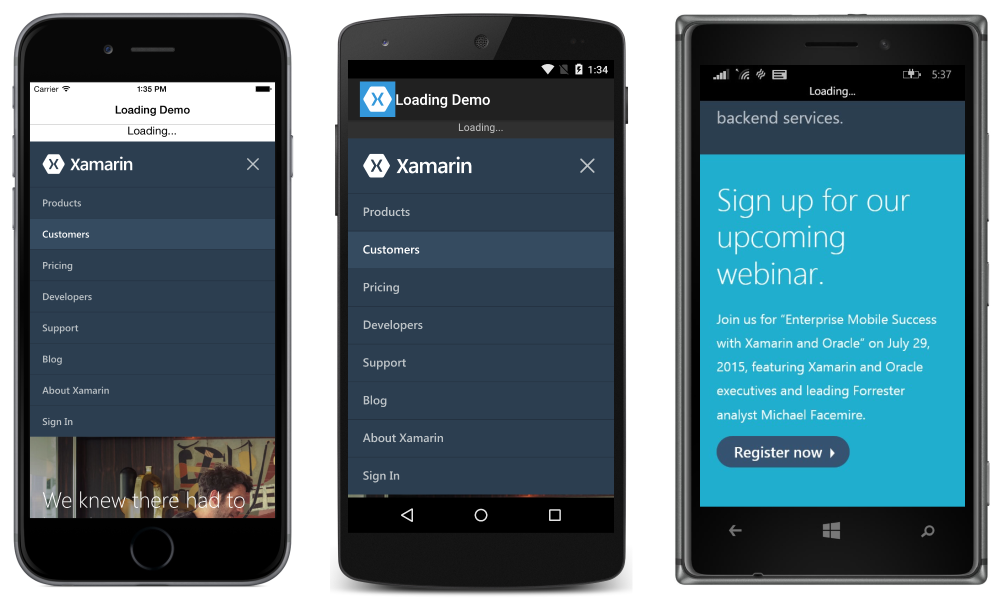 Carrier 1:35 PM
Loading Demo
Loading...
Xamarin
Products
Customers
Pricing
Developers
Support
Blog
About Xamarin
Sign In
We knew there had to
1:34
Loading Demo
Loading...
Xamarin
Products
Customers
Pricing
Developers
Support
Blog
About Xamarin
Sign In
5:37
Loading...
backend services.
Sign up for our
upcoming
webinar.
Join us for “Enterprise Mobile Success
with Xamarin and Oracle” on July 29,
2015, featuring Xamarin and Oracle
executives and leading Forrester
analyst Michael Facemire.
Register now